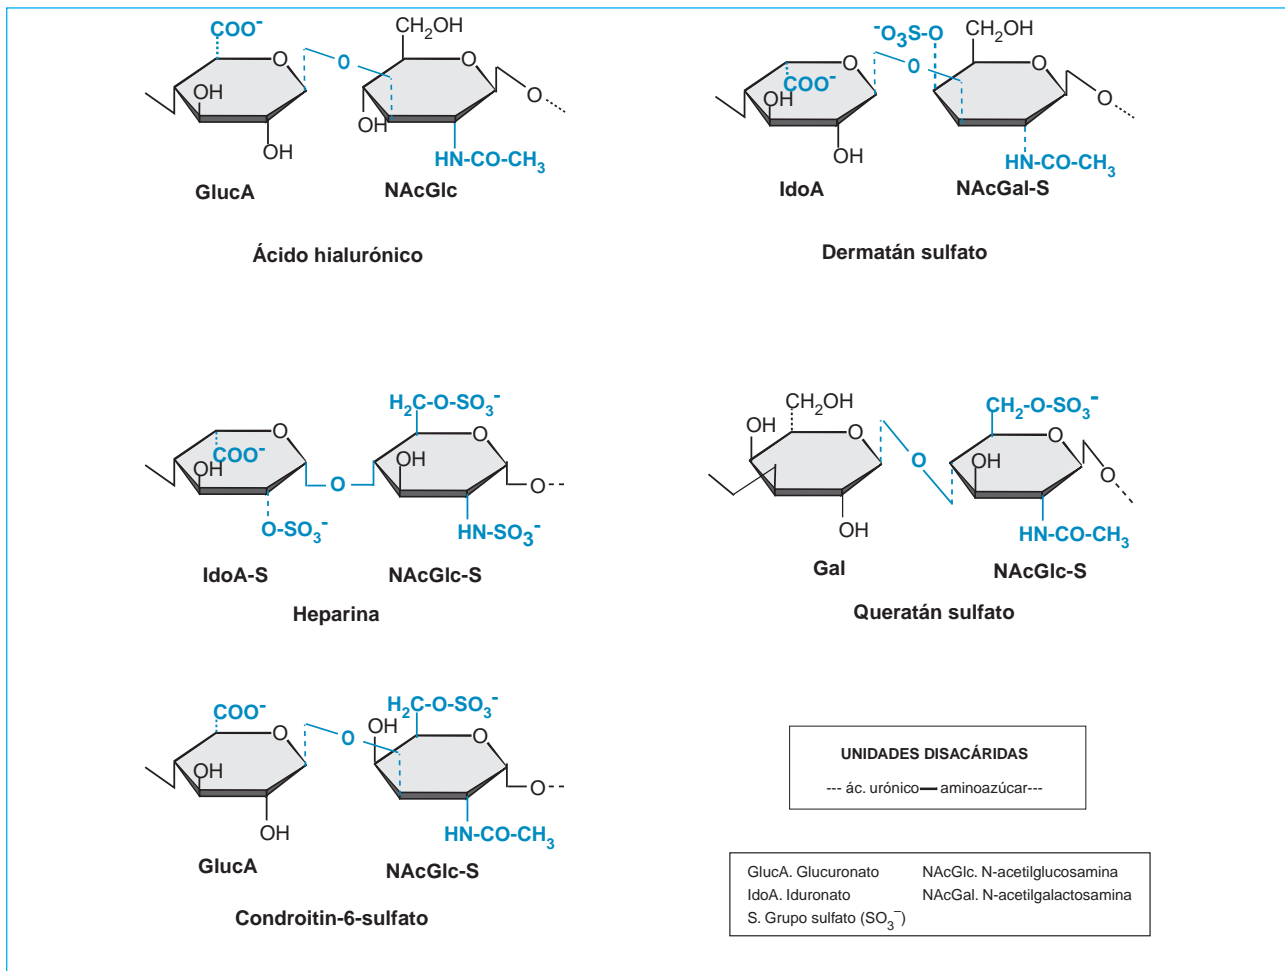 COO⁻
O
O
OH
OH
CH₂OH
O
OH
O
HN-CO-CH₃
GlucA
NAcGlc
Ácido hialurónico
COO⁻
O
O
OH
OH
⁻O₃S-O
CH₂OH
O
O
HN-CO-CH₃
IdoA
NAcGal-S
Dermatán sulfato
COO⁻
O
OH
O-SO₃⁻
O
H₂C-O-SO₃⁻
O
OH
O
HN-SO₃⁻
IdoA-S
NAcGlc-S
Heparina
CH₂OH
OH
O
OH
O
CH₂-O-SO₃⁻
O
OH
O
HN-CO-CH₃
Gal
NAcGlc-S
Queratán sulfato
COO⁻
O
OH
OH
O
H₂C-O-SO₃⁻
OH
O
O
HN-CO-CH₃
GlucA
NAcGlc-S
Condroitin-6-sulfato
UNIDADES DISACÁRIDAS
--- ác. urónico—aminoazúcar---
GlucA. Glucuronato NAcGlc. N-acetilglucosamina
IdoA. Iduronato NAcGal. N-acetilgalactosamina
S. Grupo sulfato (SO₃⁻)